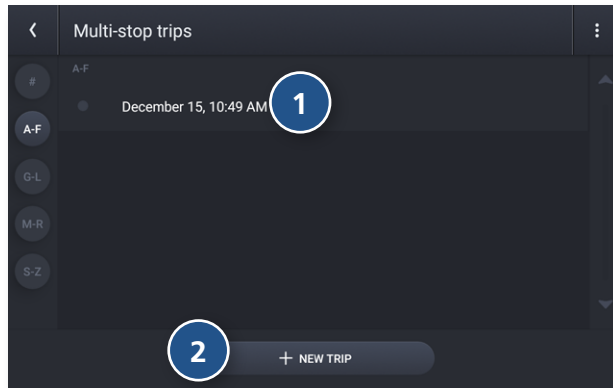 Multi-stop trips
#
A-F
G-L
M-R
S-Z
A-F
December 15, 10:49 AM
1
2
+ NEW TRIP